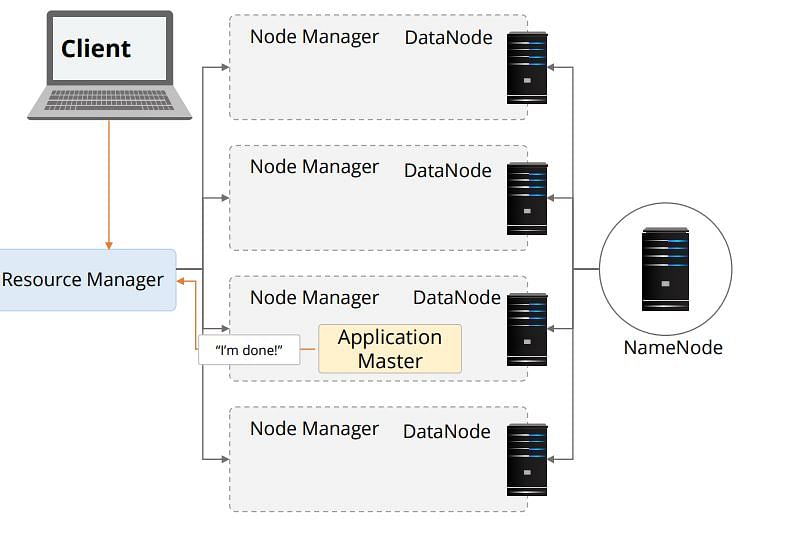 Client
Node Manager DataNode
Node Manager DataNode
Resource Manager
Node Manager DataNode
“I’m done!”
Application
Master
NameNode
Node Manager DataNode